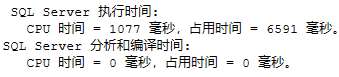 SQL Server 执行时间:
CPU 时间 = 1077 毫秒，占用时间 = 6591 毫秒。
SQL Server 分析和编译时间:
CPU 时间 = 0 毫秒，占用时间 = 0 毫秒。